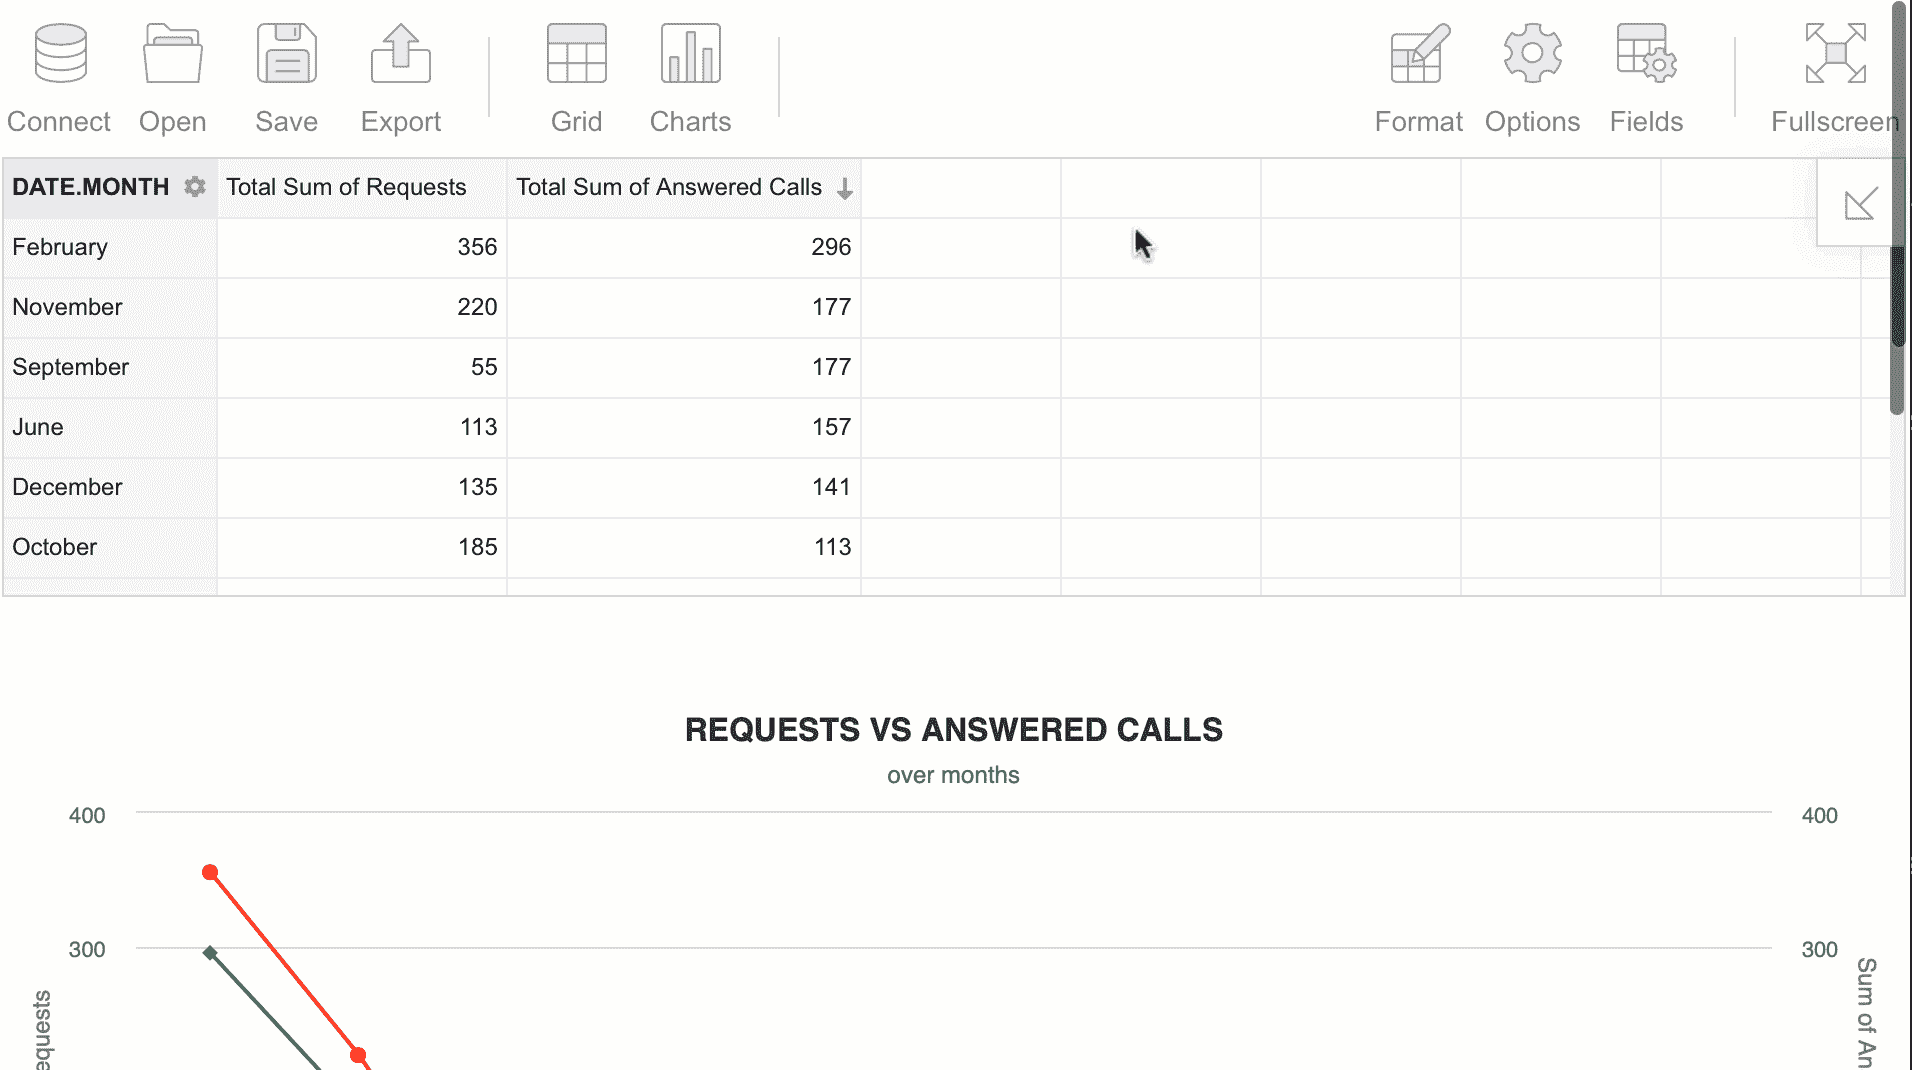 Connect Open Save Export Grid Charts Format Options Fields Fullscreen
DATE.MONTH Total Sum of Requests Total Sum of Answered Calls
February 356 296
November 220 177
September 55 177
June 113 157
December 135 141
October 185 113
REQUESTS VS ANSWERED CALLS
over months
400 400
300 300
equests
Sum of An